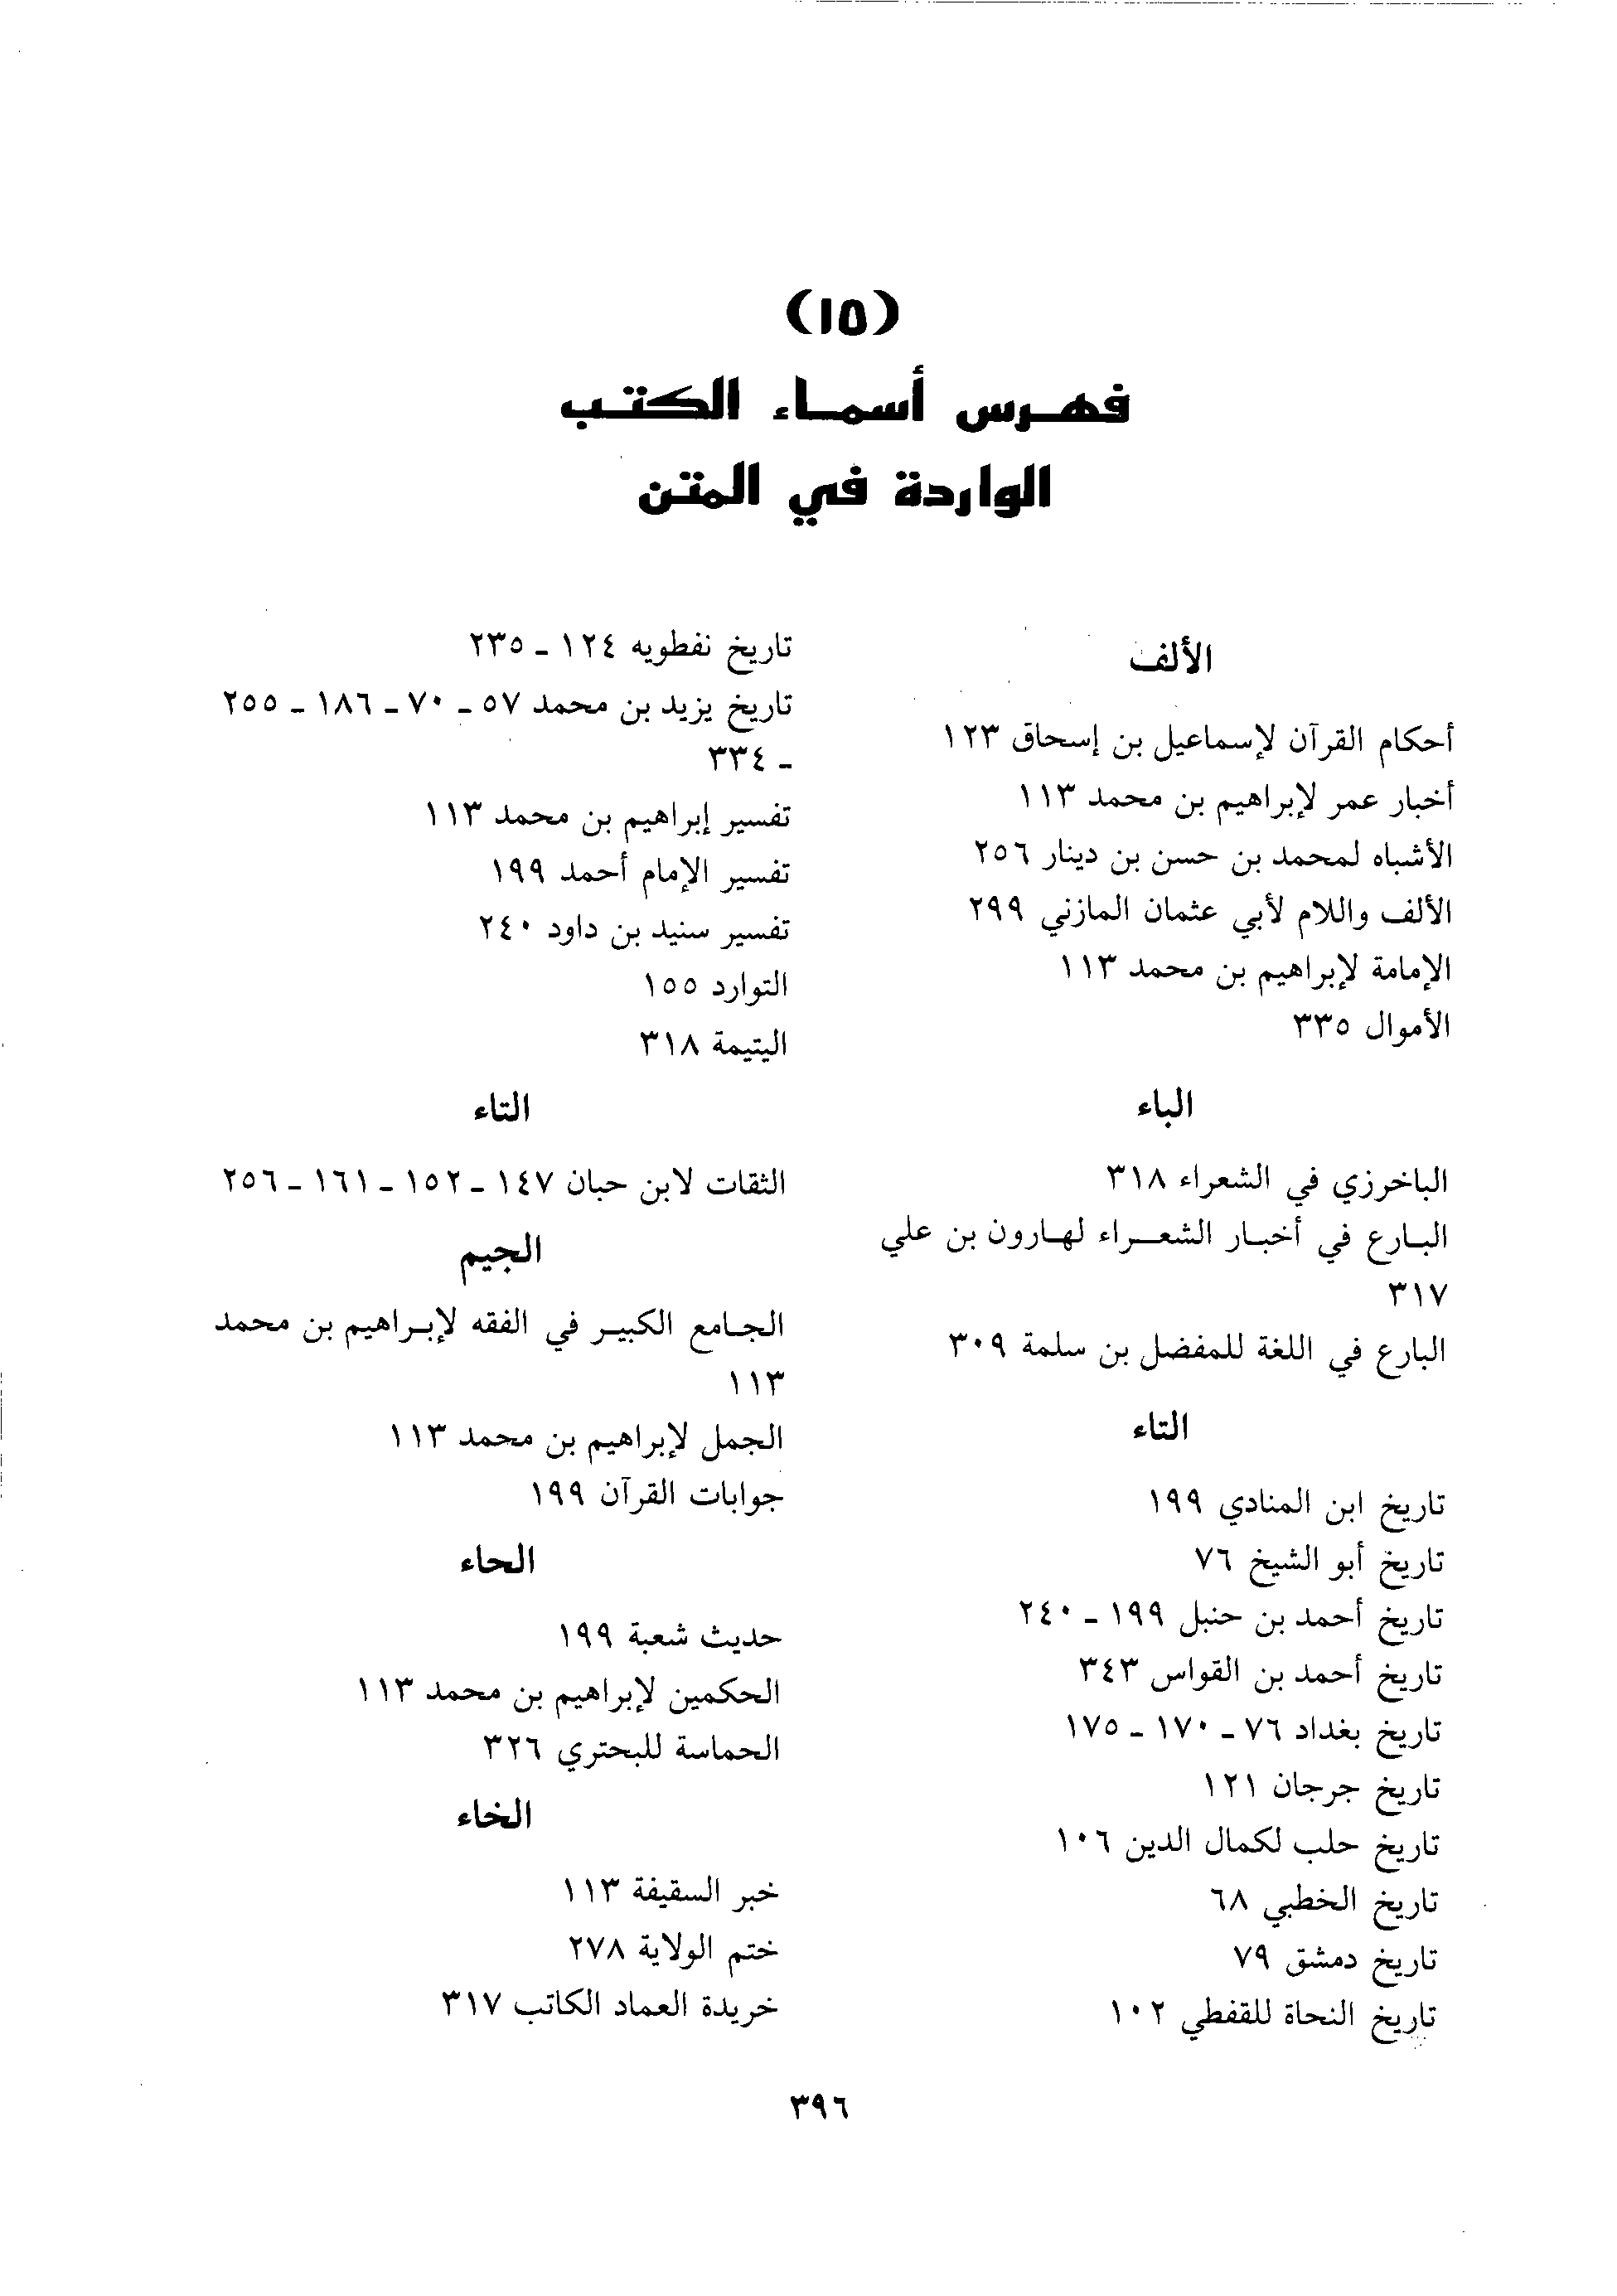 (١٥)
فهرس أسماء الكتب
الواردة في المتن
الألف
أحكام القرآن لإسماعيل بن إسحاق ١٢٣
أخبار عمر لإبراهيم بن محمد ١١٣
الأشباه لمحمد بن حسن بن دينار ٢٥٦
الألف واللام لأبي عثمان المازني ٢٩٩
الإمامة لإبراهيم بن محمد ١١٣
الأموال ٣٣٥
الباء
الباخرزي في الشعراء ٣١٨
البارع في أخبار الشعراء لهارون بن علي
٣١٧
البارع في اللغة للمفضل بن سلمة ٣٠٩
التاء
تاريخ ابن المنادي ١٩٩
تاريخ أبو الشيخ ٧٦
تاريخ أحمد بن حنبل ١٩٩ - ٢٤٠
تاريخ أحمد بن القواس ٣٤٣
تاريخ بغداد ٧٦ - ١٧٠ - ١٧٥
تاريخ جرجان ١٢١
تاريخ حلب لكمال الدين ١٠٦
تاريخ الخطبي ٦٨
تاريخ دمشق ٧٩
تاريخ النحاة للقفطي ١٠٢
تاريخ نفطويه ١٢٤ - ٢٣٥
تاريخ يزيد بن محمد ٥٧ - ٧٠ - ١٨٦ - ٢٥٥
- ٣٣٤
تفسير إبراهيم بن محمد ١١٣
تفسير الإمام أحمد ١٩٩
تفسير سنيد بن داود ٢٤٠
التوارد ١٥٥
اليتيمة ٣١٨
التاء
الثقات لابن حبان ١٤٧ - ١٥٢ - ١٦١ - ٢٥٦
الجيم
الجامع الكبير في الفقه لإبراهيم بن محمد
١١٣
الجمل لإبراهيم بن محمد ١١٣
جوابات القرآن ١٩٩
الحاء
حديث شعبة ١٩٩
الحكمين لإبراهيم بن محمد ١١٣
الحماسة للبحتري ٣٢٦
الخاء
خبر السقيفة ١١٣
ختم الولاية ٢٧٨
خريدة العماد الكاتب ٣١٧
٣٩٦